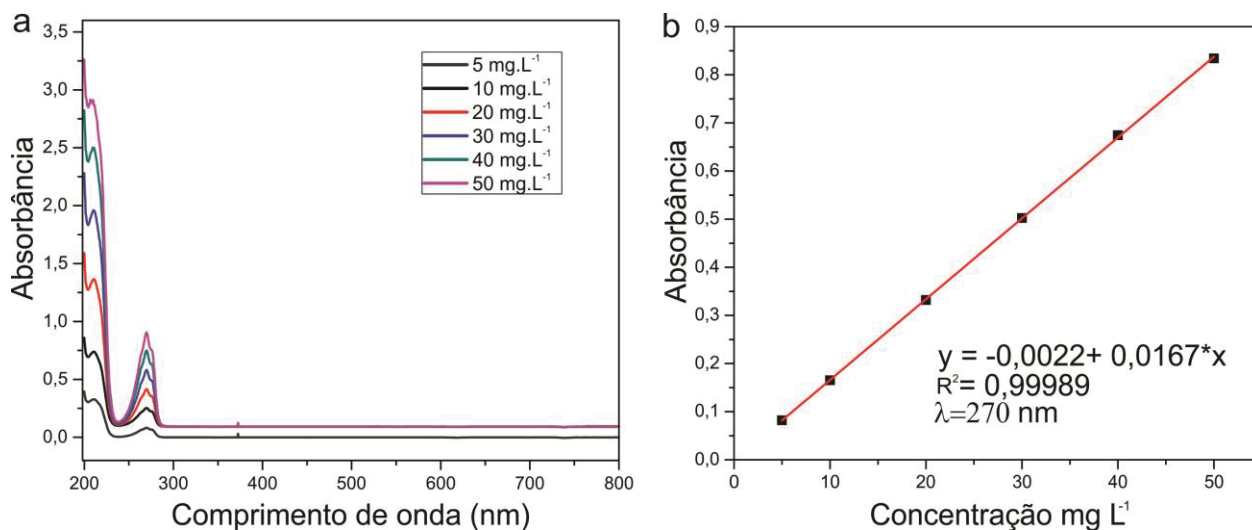 a
3,5
3,0
2,5
2,0
1,5
1,0
0,5
0,0
Absorbância
200 300 400 500 600 700 800
Comprimento de onda (nm)
5 mg.L⁻¹
10 mg.L⁻¹
20 mg.L⁻¹
30 mg.L⁻¹
40 mg.L⁻¹
50 mg.L⁻¹
b
0,9
0,8
0,7
0,6
0,5
0,4
0,3
0,2
0,1
0,0
Absorbância
y = -0,0022+ 0,0167*x
R²= 0,99989
λ=270 nm
0 10 20 30 40 50
Concentração mg L⁻¹